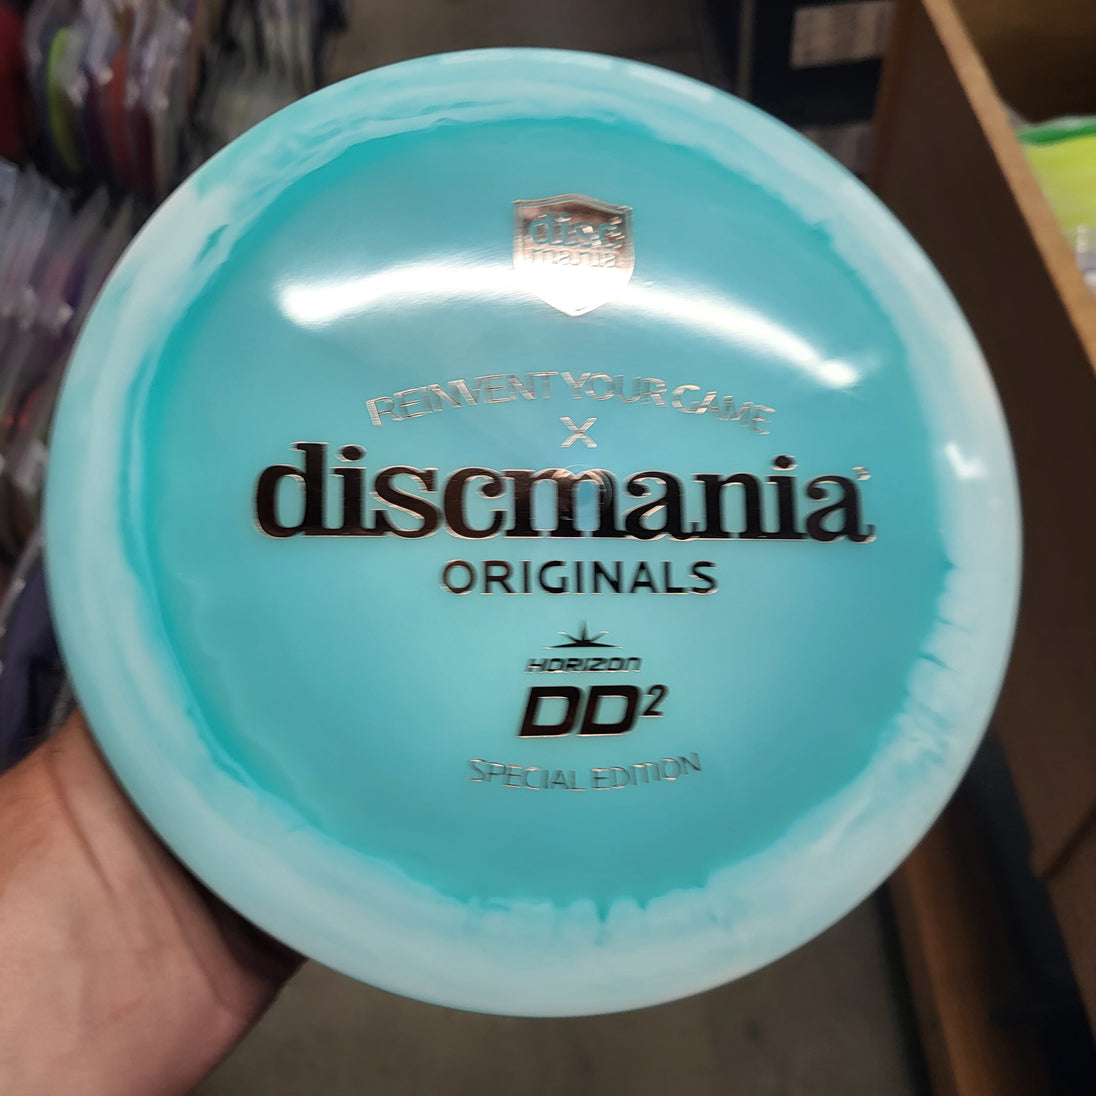 disc
mania
REINVENT YOUR GAME
X
discmania®
ORIGINALS
HORIZON
DD²
SPECIAL EDITION